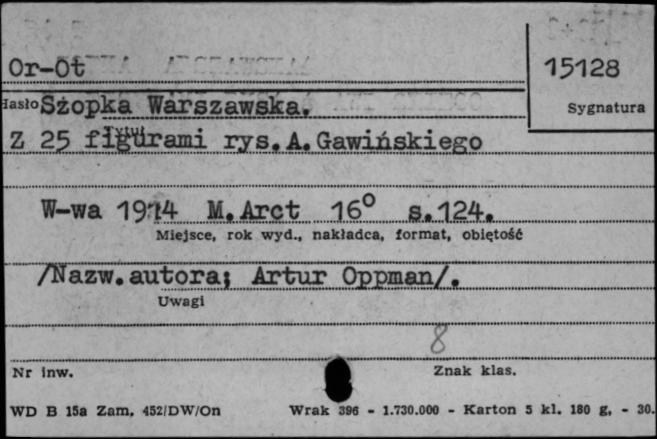 Or-Ot
15128
Hasło Szopka Warszawska.
Sygnatura
Z 25 figurami rys. A. Gawińskiego
W-wa 1914 M. Arct 16° s. 124.
Miejsce, rok wyd., nakładca, format, objętość
/Nazw. autora; Artur Oppman/.
Uwagi
8
Nr inw.
Znak klas.
WD B 15a Zam. 452/DW/On Wrak 396 - 1.730.000 - Karton 5 kl. 180 g. - 30.